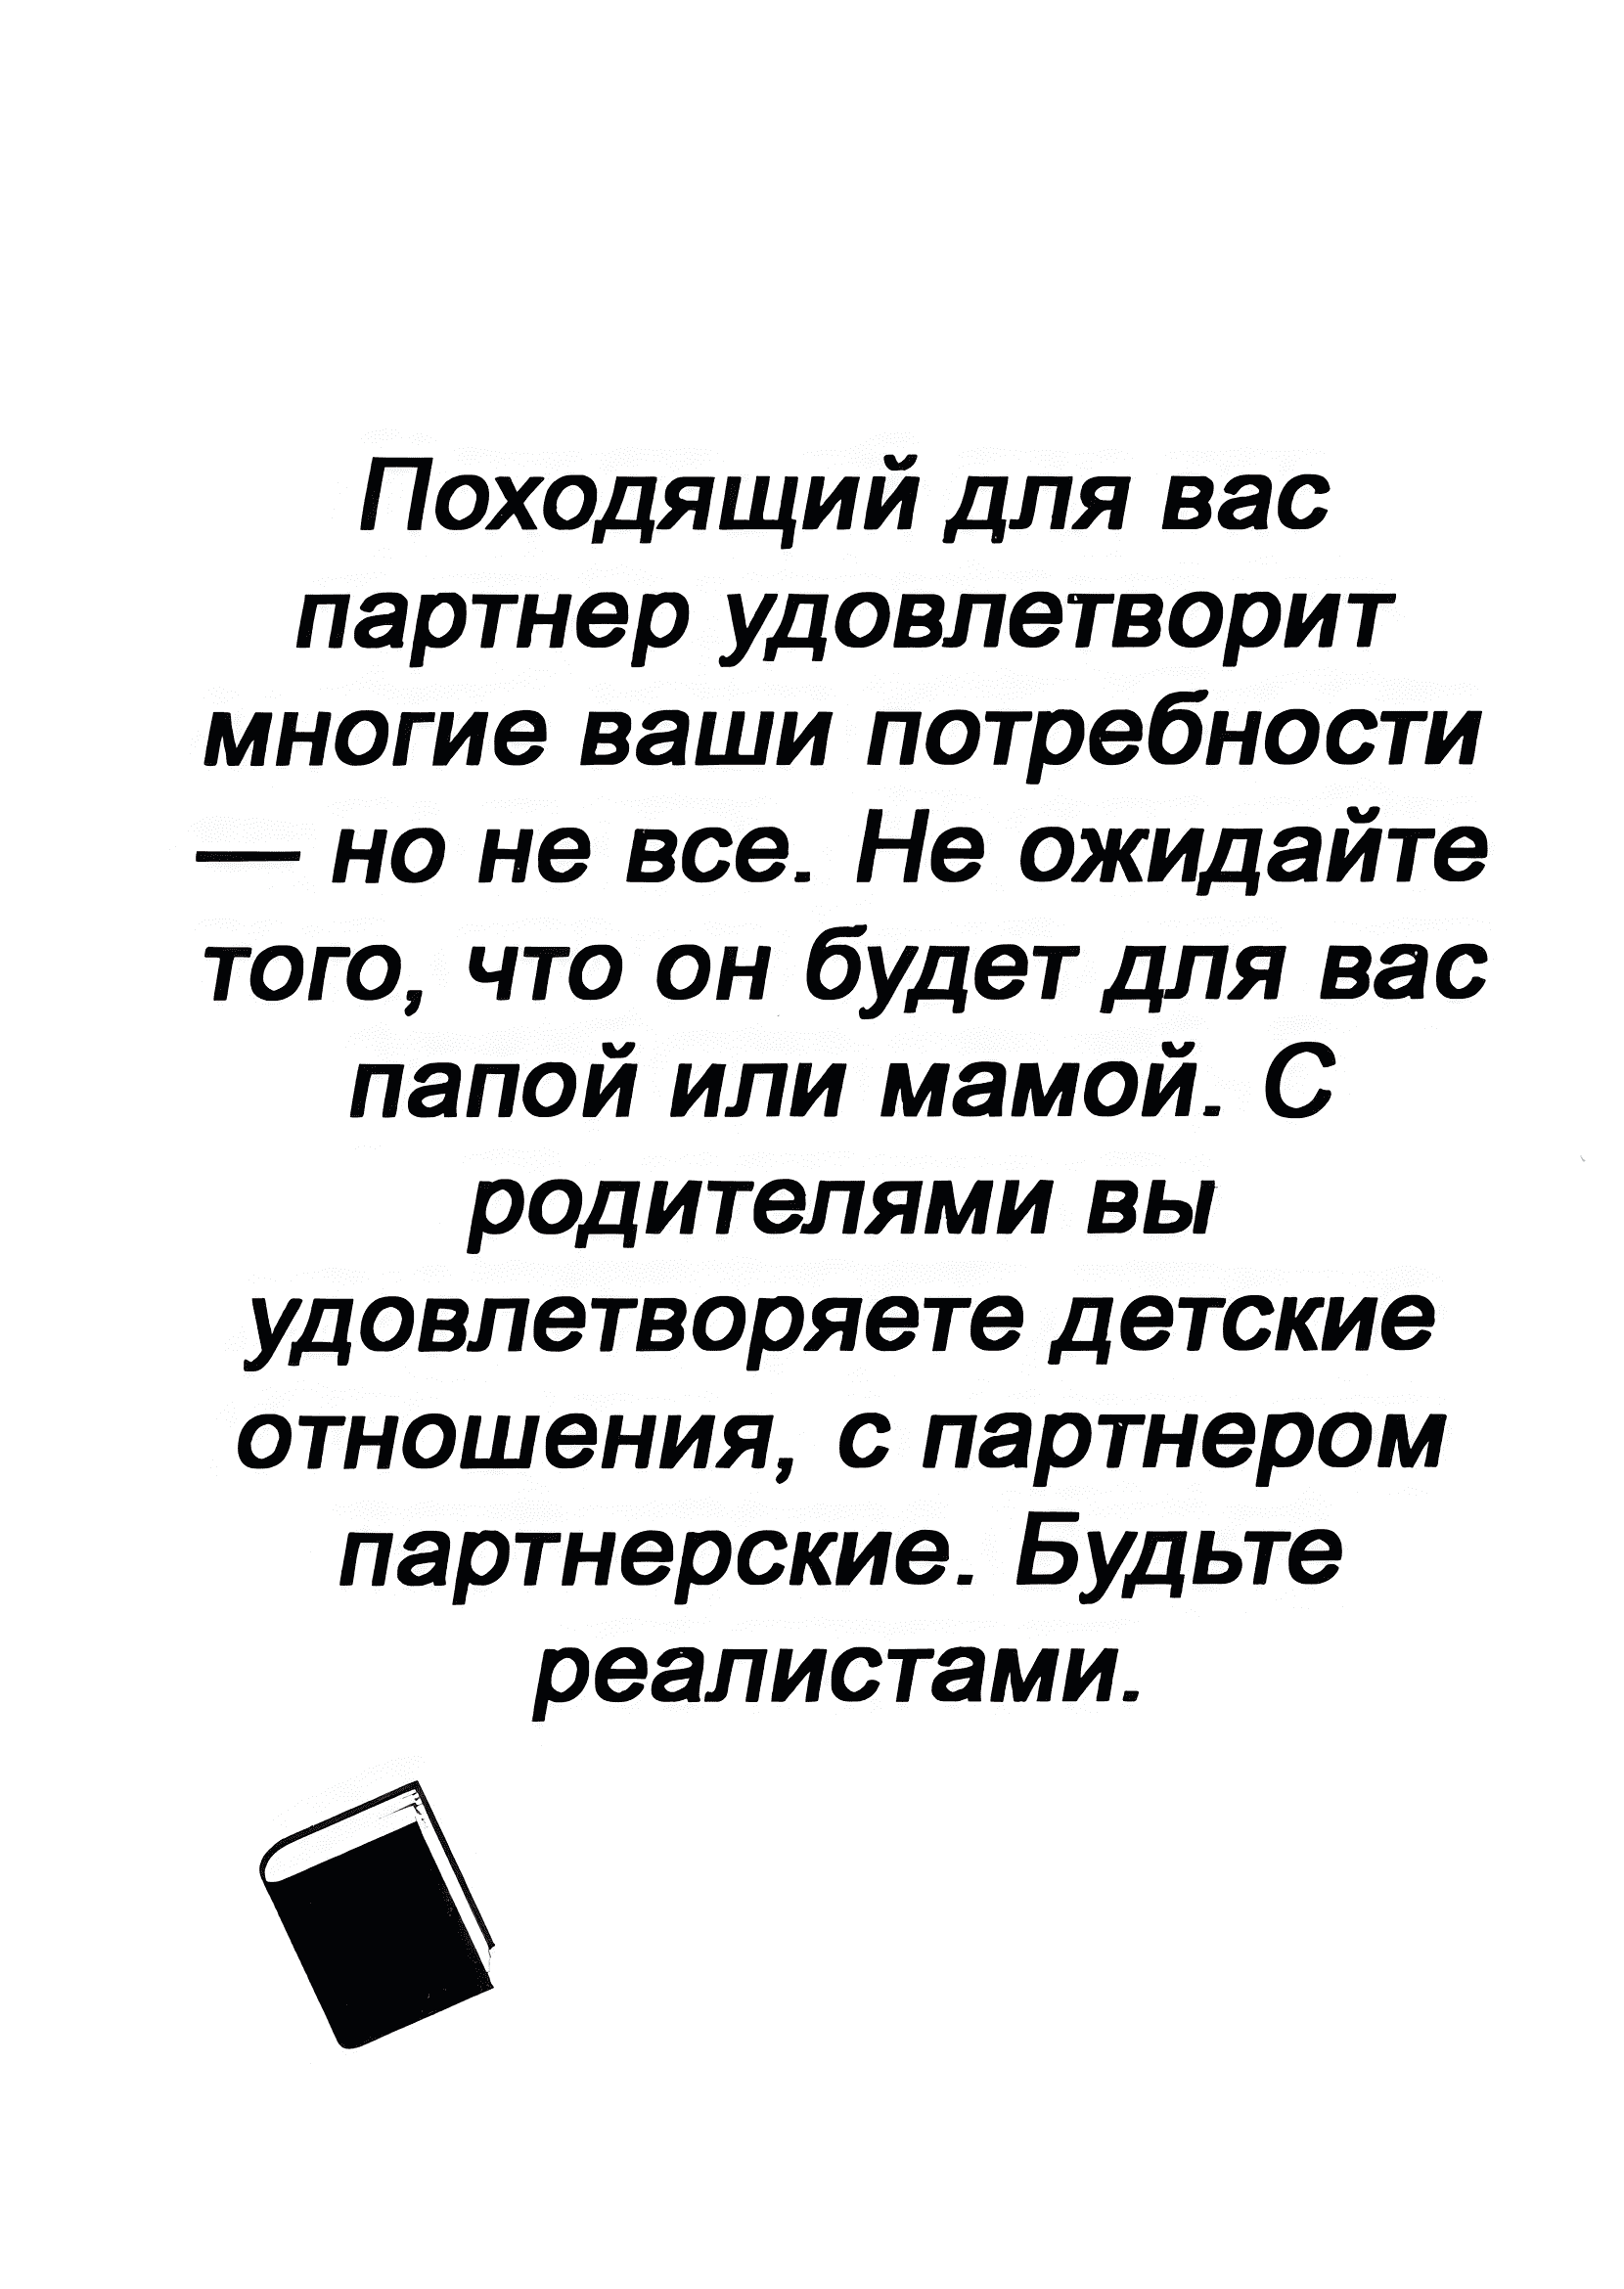 Походящий для вас
партнер удовлетворит
многие ваши потребности
— но не все. Не ожидайте
того, что он будет для вас
папой или мамой. С
родителями вы
удовлетворяете детские
отношения, с партнером
партнерские. Будьте
реалистами.